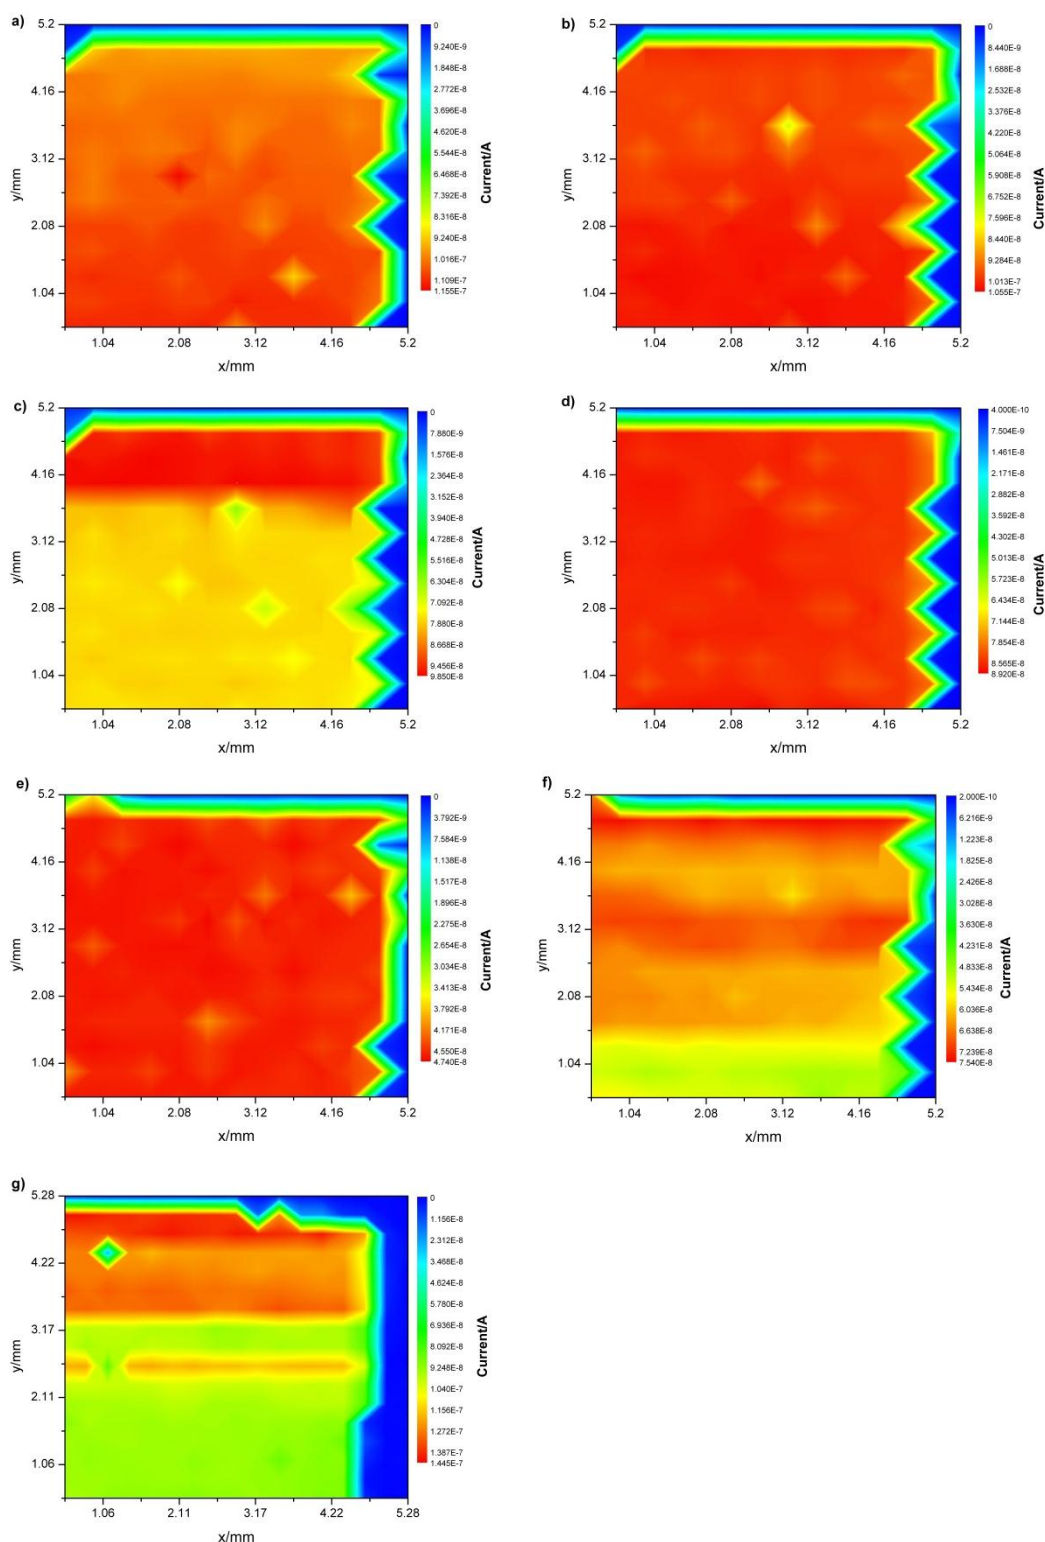 a)
5.2
4.16
3.12
2.08
1.04
y/mm
1.04 2.08 3.12 4.16 5.2
x/mm
0
9.240E-9
1.848E-8
2.772E-8
3.696E-8
4.620E-8
5.544E-8
6.468E-8
7.392E-8
8.316E-8
9.240E-8
1.016E-7
1.109E-7
1.155E-7
Current/A
b)
5.2
4.16
3.12
2.08
1.04
y/mm
1.04 2.08 3.12 4.16 5.2
x/mm
0
8.440E-9
1.688E-8
2.532E-8
3.376E-8
4.220E-8
5.064E-8
5.908E-8
6.752E-8
7.596E-8
8.440E-8
9.284E-8
1.013E-7
1.055E-7
Current/A
c)
5.2
4.16
3.12
2.08
1.04
y/mm
1.04 2.08 3.12 4.16 5.2
x/mm
0
7.880E-9
1.576E-8
2.364E-8
3.152E-8
3.940E-8
4.728E-8
5.516E-8
6.304E-8
7.092E-8
7.880E-8
8.668E-8
9.456E-8
9.850E-8
Current/A
d)
5.2
4.16
3.12
2.08
1.04
y/mm
1.04 2.08 3.12 4.16 5.2
x/mm
4.000E-10
7.504E-9
1.461E-8
2.171E-8
2.882E-8
3.592E-8
4.302E-8
5.013E-8
5.723E-8
6.434E-8
7.144E-8
7.854E-8
8.565E-8
8.920E-8
Current/A
e)
5.2
4.16
3.12
2.08
1.04
y/mm
1.04 2.08 3.12 4.16 5.2
x/mm
0
3.792E-9
7.584E-9
1.138E-8
1.517E-8
1.896E-8
2.275E-8
2.654E-8
3.034E-8
3.413E-8
3.792E-8
4.171E-8
4.550E-8
4.740E-8
Current/A
f)
5.2
4.16
3.12
2.08
1.04
y/mm
1.04 2.08 3.12 4.16 5.2
x/mm
2.000E-10
6.216E-9
1.223E-8
1.825E-8
2.426E-8
3.028E-8
3.630E-8
4.231E-8
4.833E-8
5.434E-8
6.036E-8
6.638E-8
7.239E-8
7.540E-8
Current/A
g)
5.28
4.22
3.17
2.11
1.06
y/mm
1.06 2.11 3.17 4.22 5.28
x/mm
0
1.156E-8
2.312E-8
3.468E-8
4.624E-8
5.780E-8
6.936E-8
8.092E-8
9.248E-8
1.040E-7
1.156E-7
1.272E-7
1.387E-7
1.445E-7
Current/A